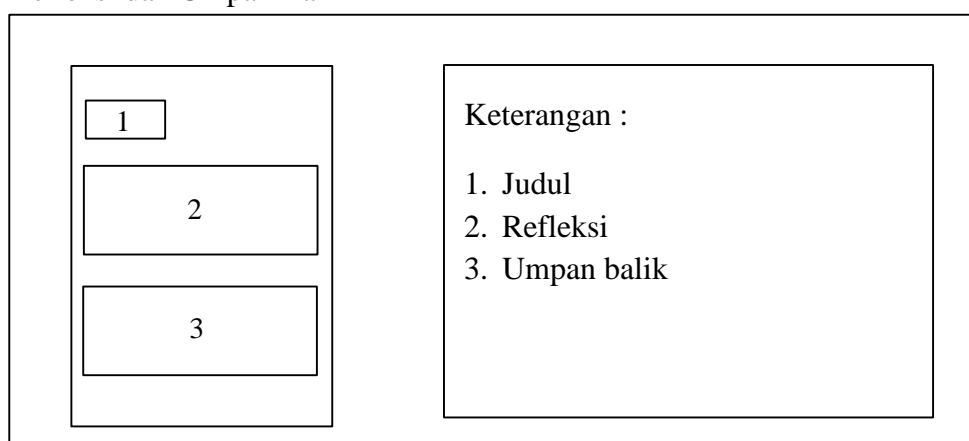 1
2
3
Keterangan :
1. Judul
2. Refleksi
3. Umpan balik